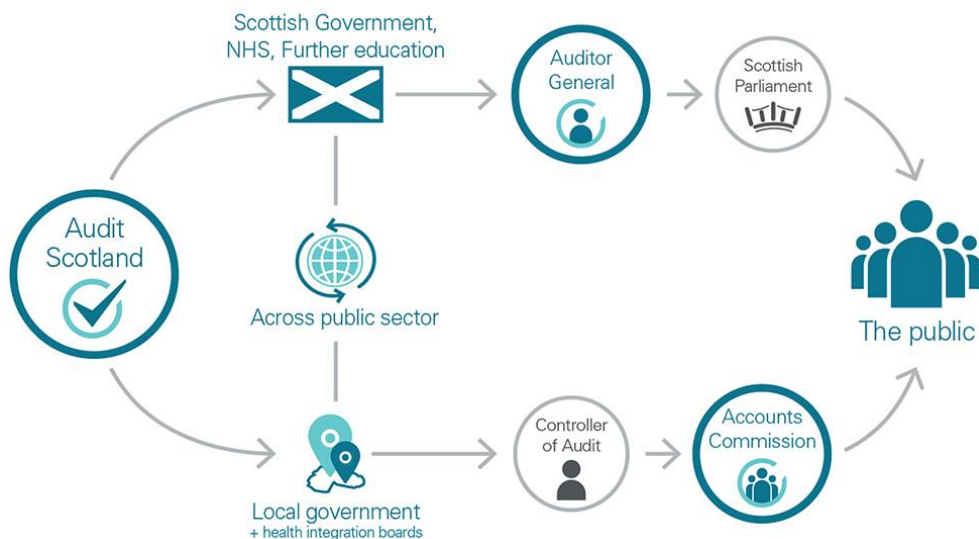 Scottish Government,
NHS, Further education
Auditor
General
Scottish
Parliament
Audit
Scotland
Across public sector
The public
Local government
+ health integration boards
Controller
of Audit
Accounts
Commission